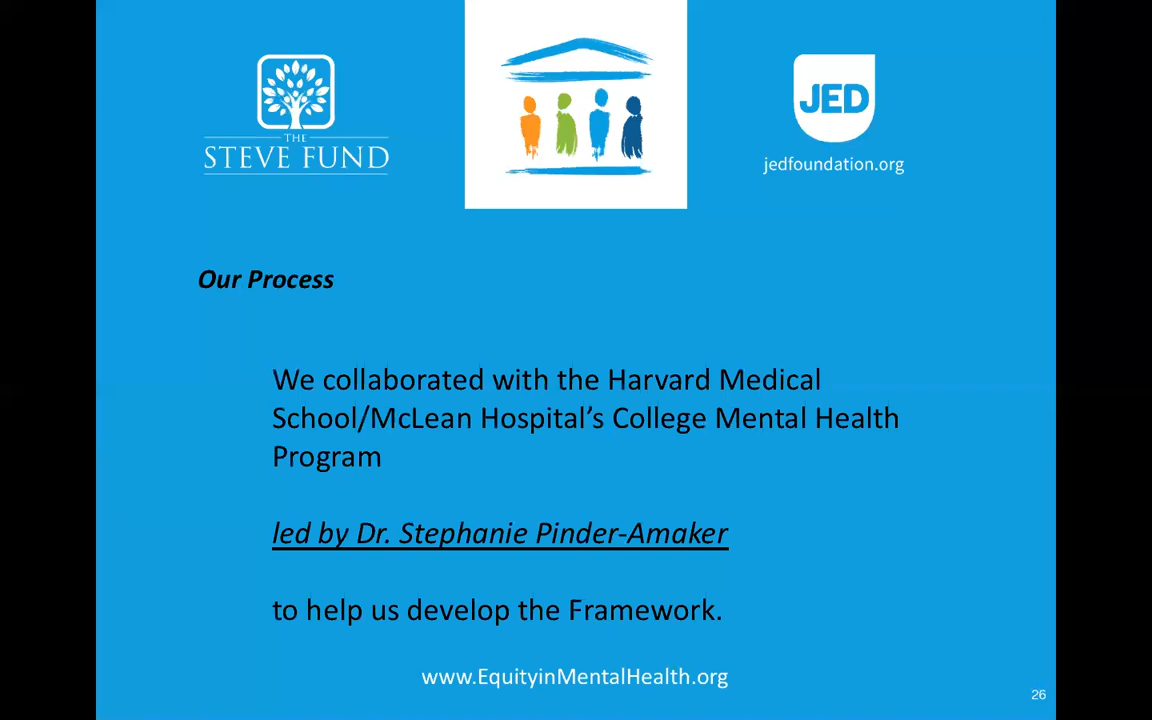 THE
STEVE FUND
JED
jedfoundation.org
Our Process
We collaborated with the Harvard Medical
School/McLean Hospital’s College Mental Health
Program
led by Dr. Stephanie Pinder-Amaker
to help us develop the Framework.
www.EquityinMentalHealth.org
26